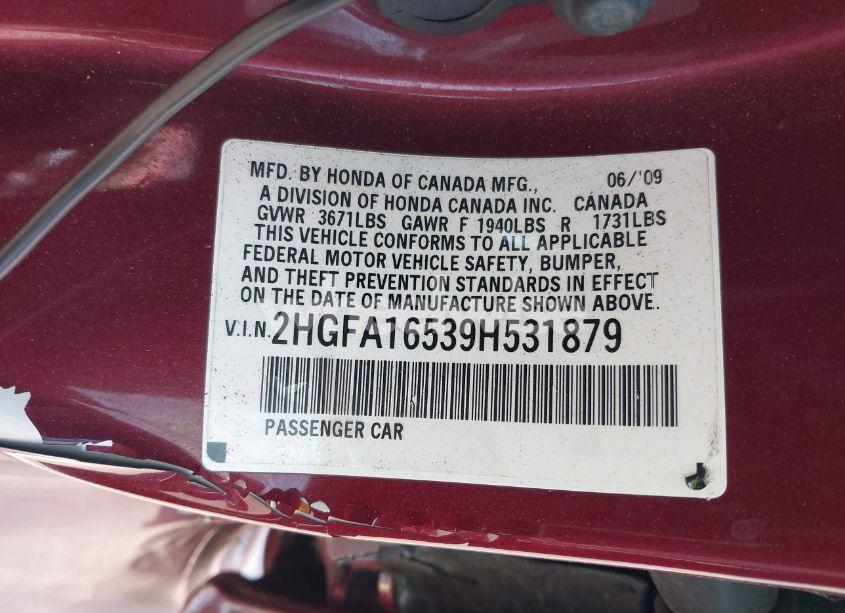 MFD. BY HONDA OF CANADA MFG., 06/'09
A DIVISION OF HONDA CANADA INC. CANADA
GVWR 3671LBS GAWR F 1940LBS R 1731LBS
THIS VEHICLE CONFORMS TO ALL APPLICABLE
FEDERAL MOTOR VEHICLE SAFETY, BUMPER,
AND THEFT PREVENTION STANDARDS IN EFFECT
ON THE DATE OF MANUFACTURE SHOWN ABOVE.
V.I.N. 2HGFA16539H531879
PASSENGER CAR